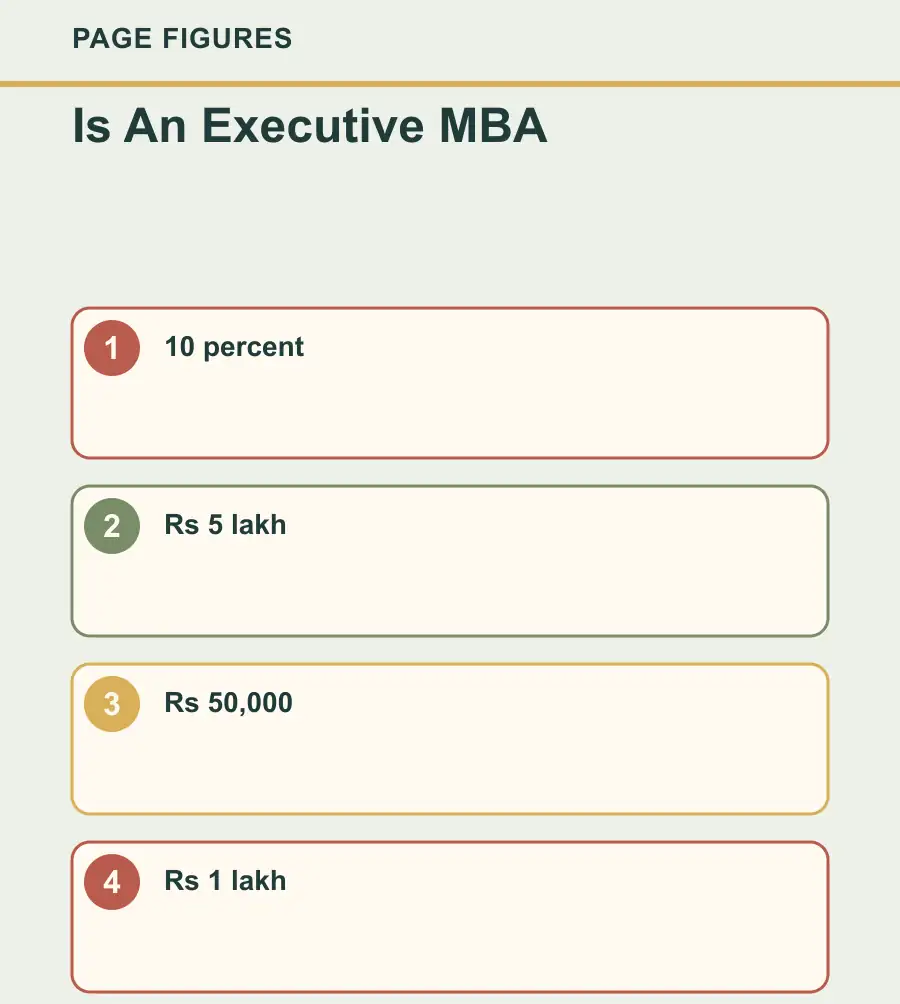 PAGE FIGURES
Is An Executive MBA
1
10 percent
2
Rs 5 lakh
3
Rs 50,000
4
Rs 1 lakh